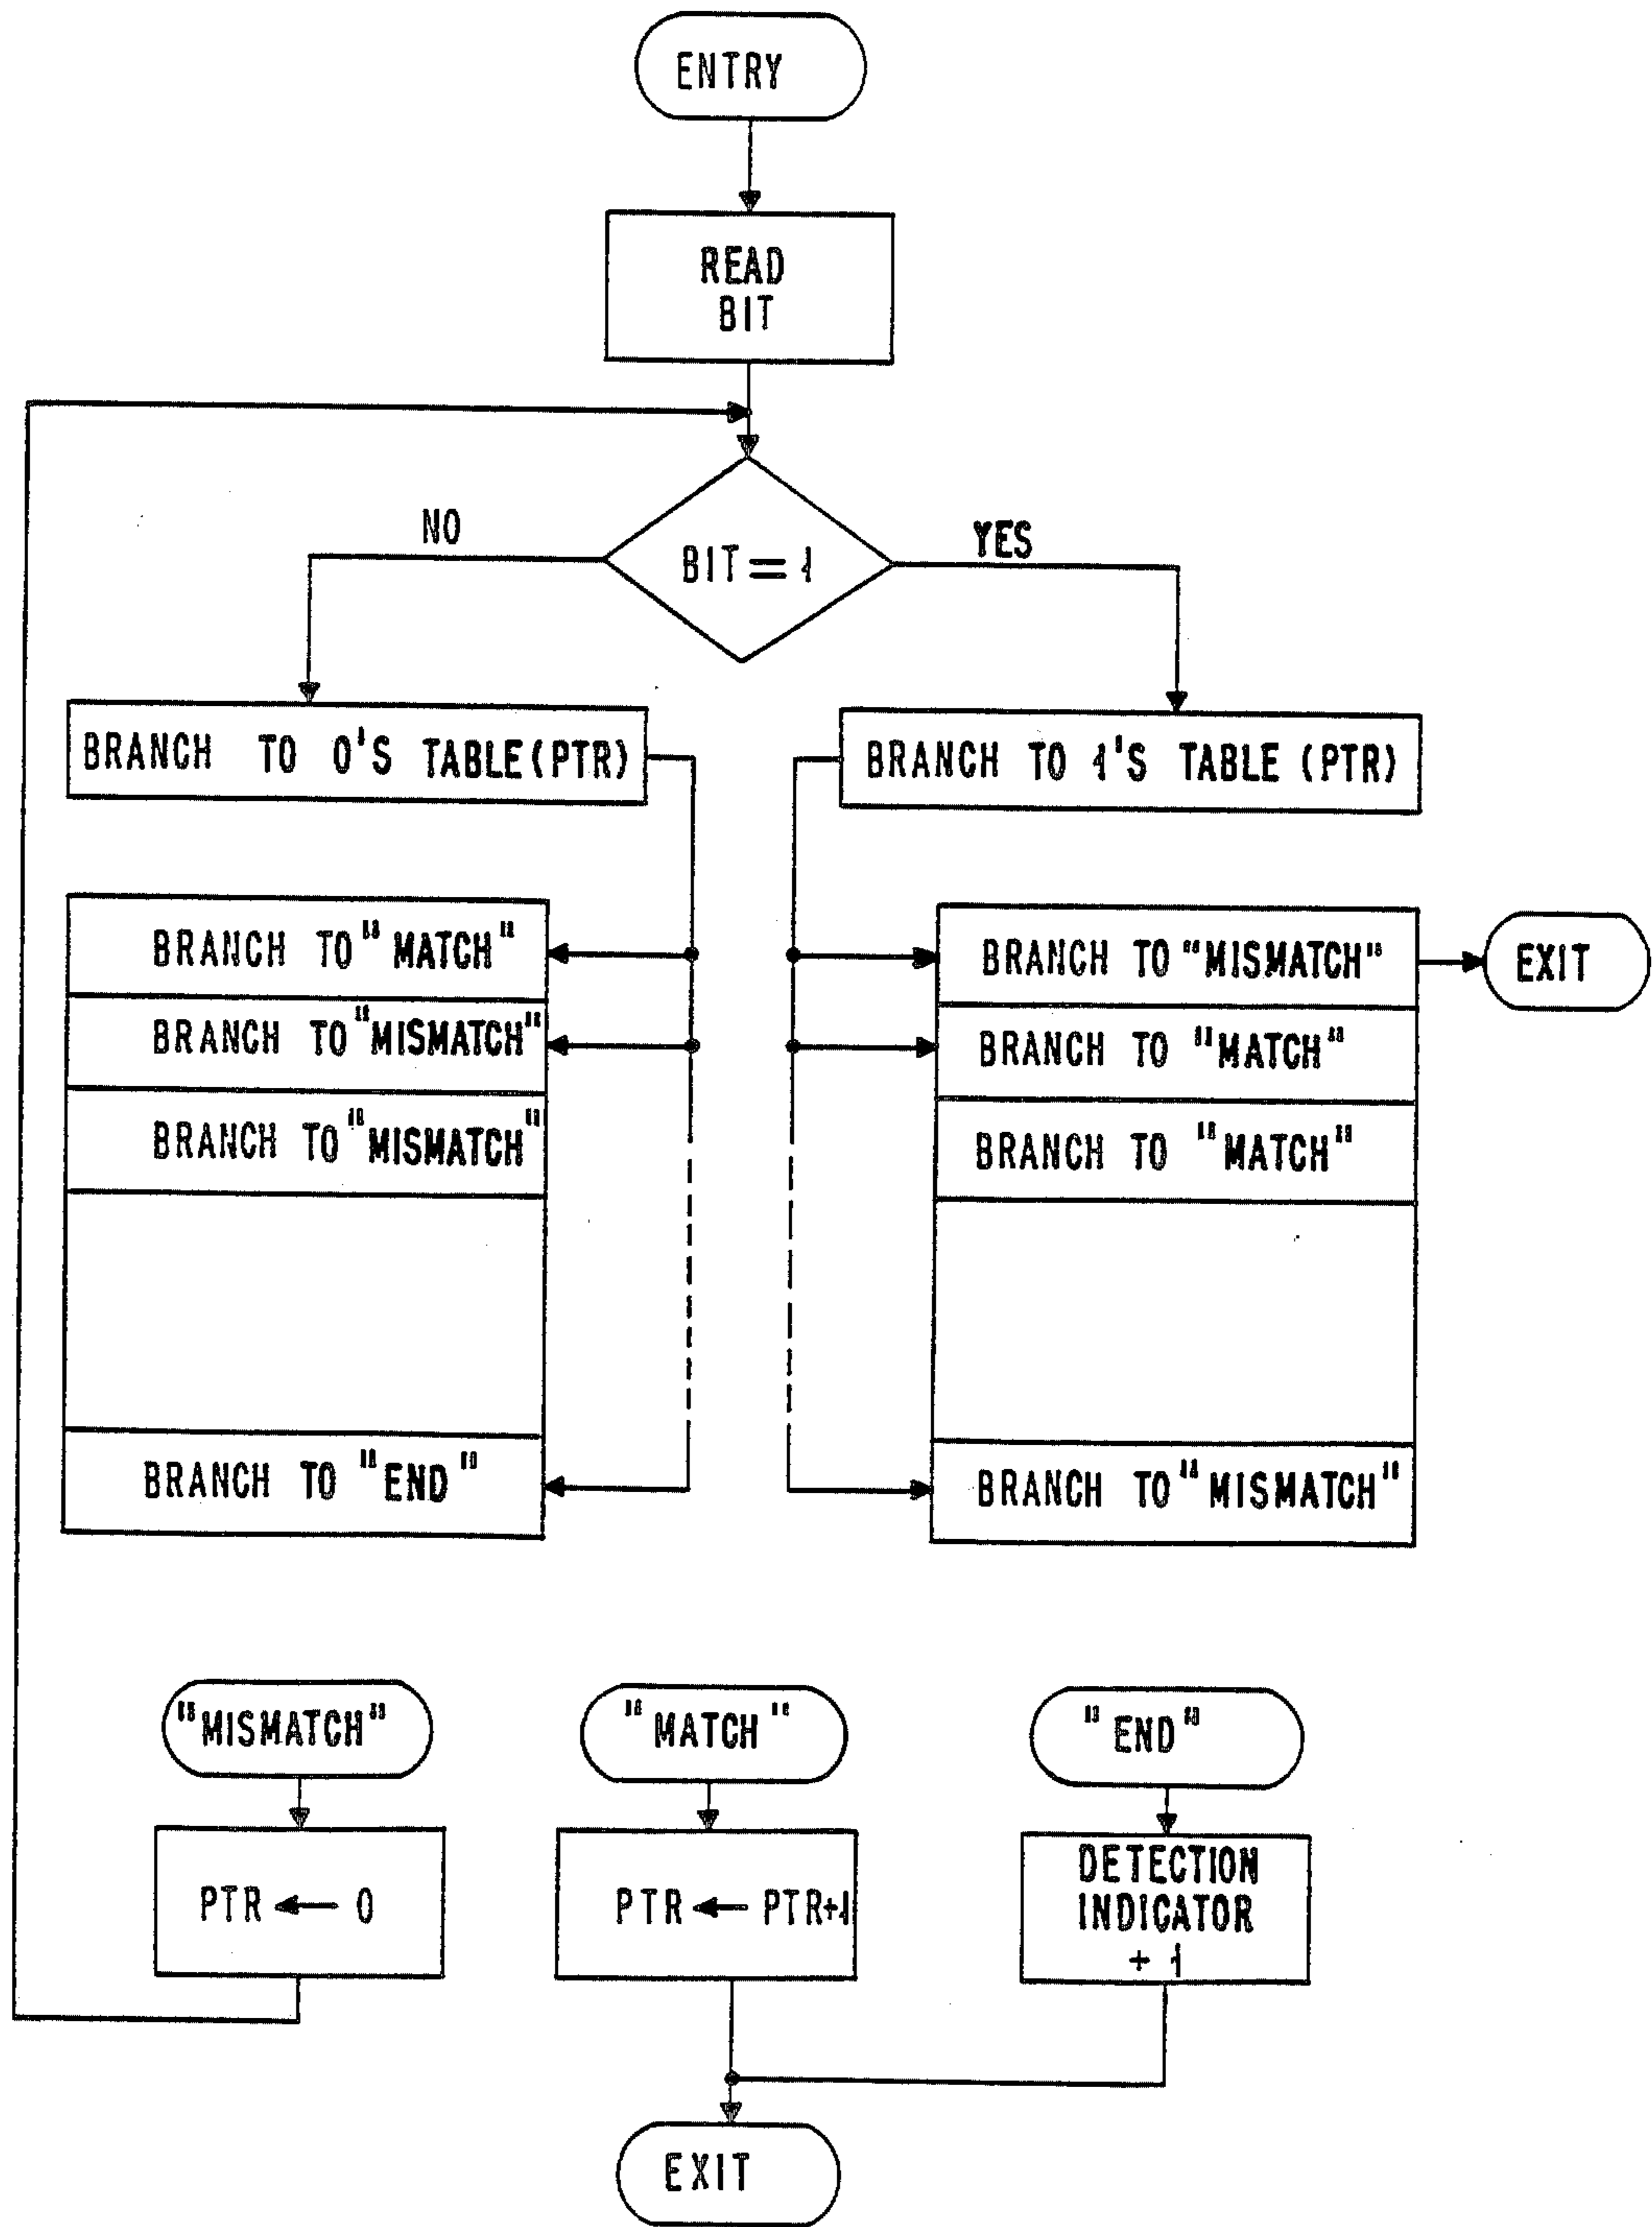 ENTRY
READ
BIT
NO
YES
BIT = 1
BRANCH TO 0'S TABLE(PTR)
BRANCH TO 1'S TABLE (PTR)
BRANCH TO "MATCH"
BRANCH TO "MISMATCH"
BRANCH TO "MISMATCH"
BRANCH TO "END"
BRANCH TO "MISMATCH"
EXIT
BRANCH TO "MATCH"
BRANCH TO "MATCH"
BRANCH TO "MISMATCH"
"MISMATCH"
"MATCH"
"END"
PTR ← 0
PTR ← PTR+1
DETECTION
INDICATOR
+ 1
EXIT